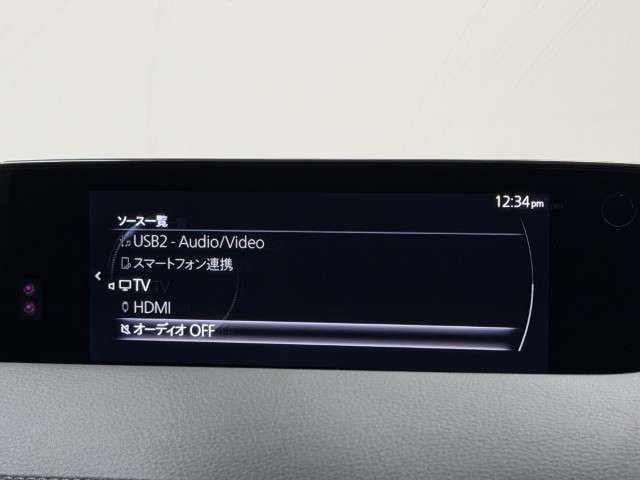 12:34pm
ソース一覧
USB2 - Audio/Video
スマートフォン連携
TV
HDMI
オーディオ OFF